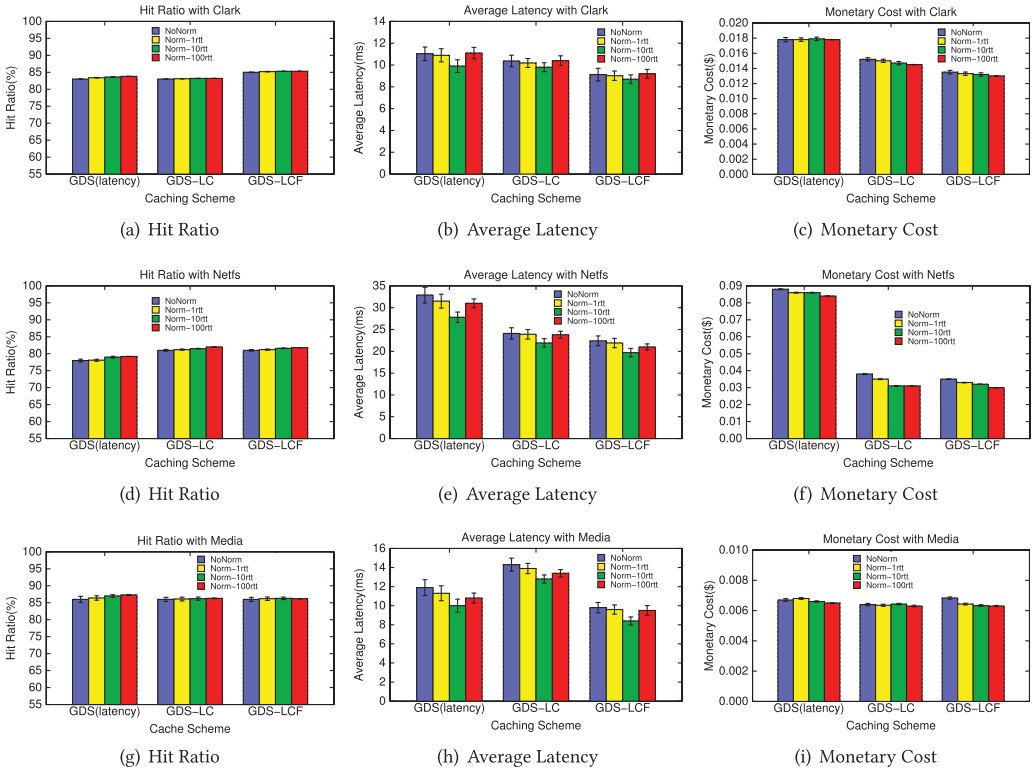 Hit Ratio with Clark
NoNorm
Norm-1rtt
Norm-10rtt
Norm-100rtt
100
95
90
85
80
75
70
65
60
55
Hit Ratio(%)
GDS(latency) GDS-LC GDS-LCF
Caching Scheme
(a) Hit Ratio
Average Latency with Clark
NoNorm
Norm-1rtt
Norm-10rtt
Norm-100rtt
14
12
10
8
6
4
2
0
Average Latency(ms)
GDS(latency) GDS-LC GDS-LCF
Caching Scheme
(b) Average Latency
Monetary Cost with Clark
NoNorm
Norm-1rtt
Norm-10rtt
Norm-100rtt
0.020
0.018
0.016
0.014
0.012
0.010
0.008
0.006
0.004
0.002
0.000
Monetary Cost($)
GDS(latency) GDS-LC GDS-LCF
Caching Scheme
(c) Monetary Cost
Hit Ratio with Netfs
NoNorm
Norm-1rtt
Norm-10rtt
Norm-100rtt
100
95
90
85
80
75
70
65
60
55
Hit Ratio(%)
GDS(latency) GDS-LC GDS-LCF
Caching Scheme
(d) Hit Ratio
Average Latency with Netfs
NoNorm
Norm-1rtt
Norm-10rtt
Norm-100rtt
35
30
25
20
15
10
5
0
Average Latency(ms)
GDS(latency) GDS-LC GDS-LCF
Caching Scheme
(e) Average Latency
Monetary Cost with Netfs
NoNorm
Norm-1rtt
Norm-10rtt
Norm-100rtt
0.09
0.08
0.07
0.06
0.05
0.04
0.03
0.02
0.01
0.00
Monetary Cost($)
GDS(latency) GDS-LC GDS-LCF
Caching Scheme
(f) Monetary Cost
Hit Ratio with Media
NoNorm
Norm-1rtt
Norm-10rtt
Norm-100rtt
100
95
90
85
80
75
70
65
60
55
Hit Ratio(%)
GDS(latency) GDS-LC GDS-LCF
Cache Scheme
(g) Hit Ratio
Average Latency with Media
NoNorm
Norm-1rtt
Norm-10rtt
Norm-100rtt
16
14
12
10
8
6
4
2
0
Average Latency(ms)
GDS(latency) GDS-LC GDS-LCF
Caching Scheme
(h) Average Latency
Monetary Cost with Media
NoNorm
Norm-1rtt
Norm-10rtt
Norm-100rtt
0.010
0.008
0.006
0.004
0.002
0.000
Monetary Cost($)
GDS(latency) GDS-LC GDS-LCF
Caching Scheme
(i) Monetary Cost